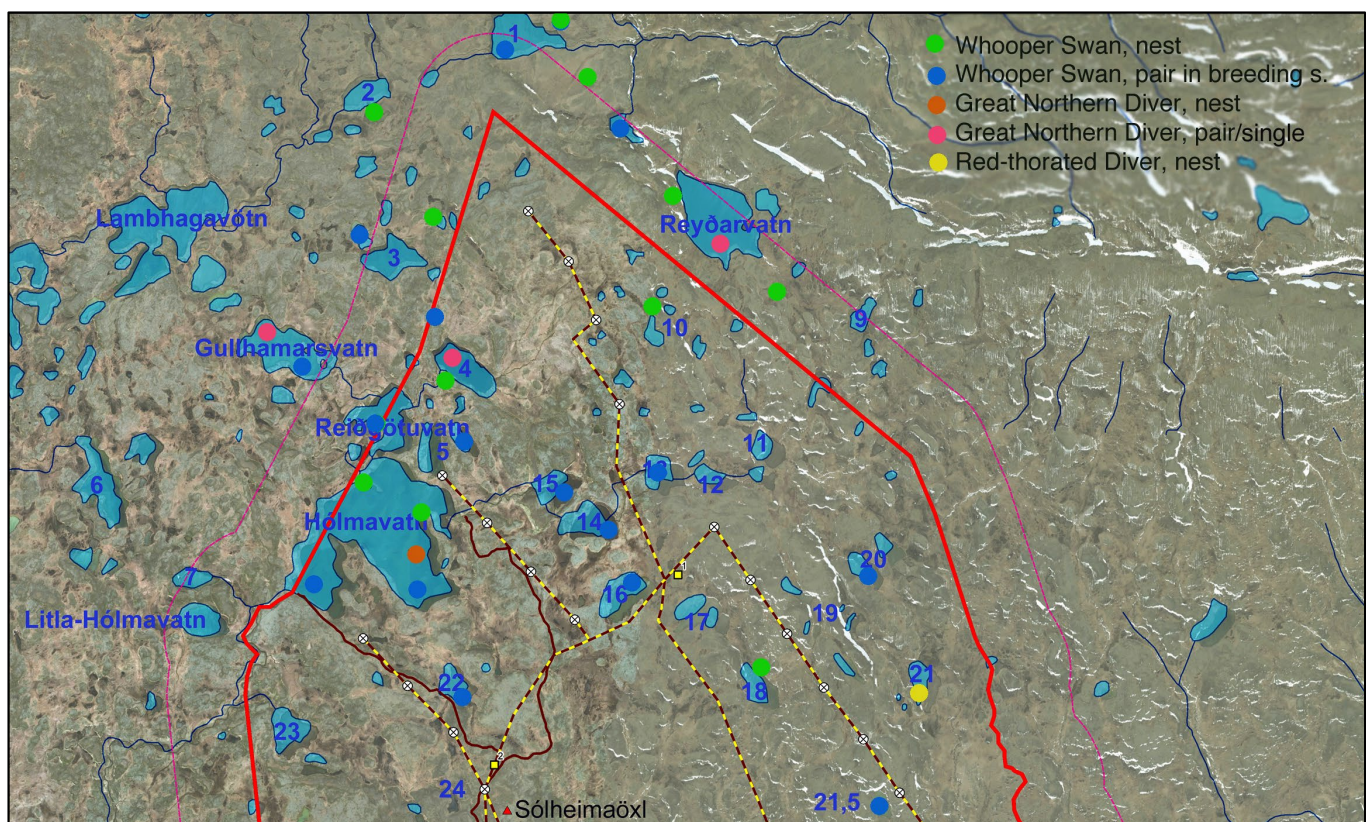 1
Whooper Swan, nest
Whooper Swan, pair in breeding s.
Great Northern Diver, nest
Great Northern Diver, pair/single
Red-thorated Diver, nest
2
Lambhagavötn
Reyðarvatn
3
9
10
Gullhamarsvatn
4
Reiðgötuvatn
11
5
6
15
13
12
Hólmavatn
14
20
7
1
16
Litla-Hólmavatn
17
19
22
18
21
23
2
24
21,5
Sólheimaöxl